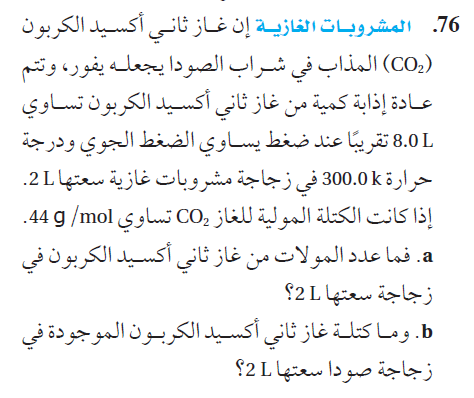 76. المشروبات الغازية إن غاز ثاني أكسيد الكربون
(CO₂) المذاب في شراب الصودا يجعله يفور، وتتم
عادة إذابة كمية من غاز ثاني أكسيد الكربون تساوي
8.0 L تقريبًا عند ضغط يساوي الضغط الجوي ودرجة
حرارة 300.0 k في زجاجة مشروبات غازية سعتها 2 L.
إذا كانت الكتلة المولية للغاز CO₂ تساوي 44 g /mol.
a. فما عدد المولات من غاز ثاني أكسيد الكربون في
زجاجة سعتها 2 L؟
b. وما كتلة غاز ثاني أكسيد الكربون الموجودة في
زجاجة صودا سعتها 2 L؟